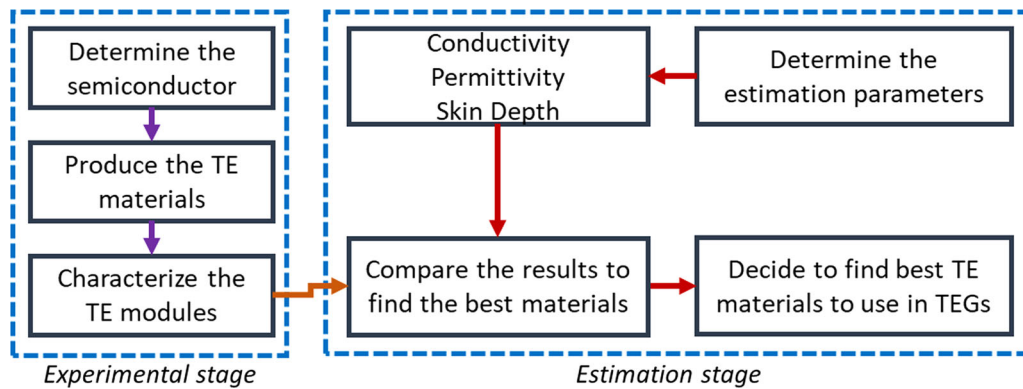 Determine the
semiconductor
Produce the TE
materials
Characterize the
TE modules
Experimental stage
Conductivity
Permittivity
Skin Depth
Determine the
estimation parameters
Compare the results to
find the best materials
Decide to find best TE
materials to use in TEGs
Estimation stage